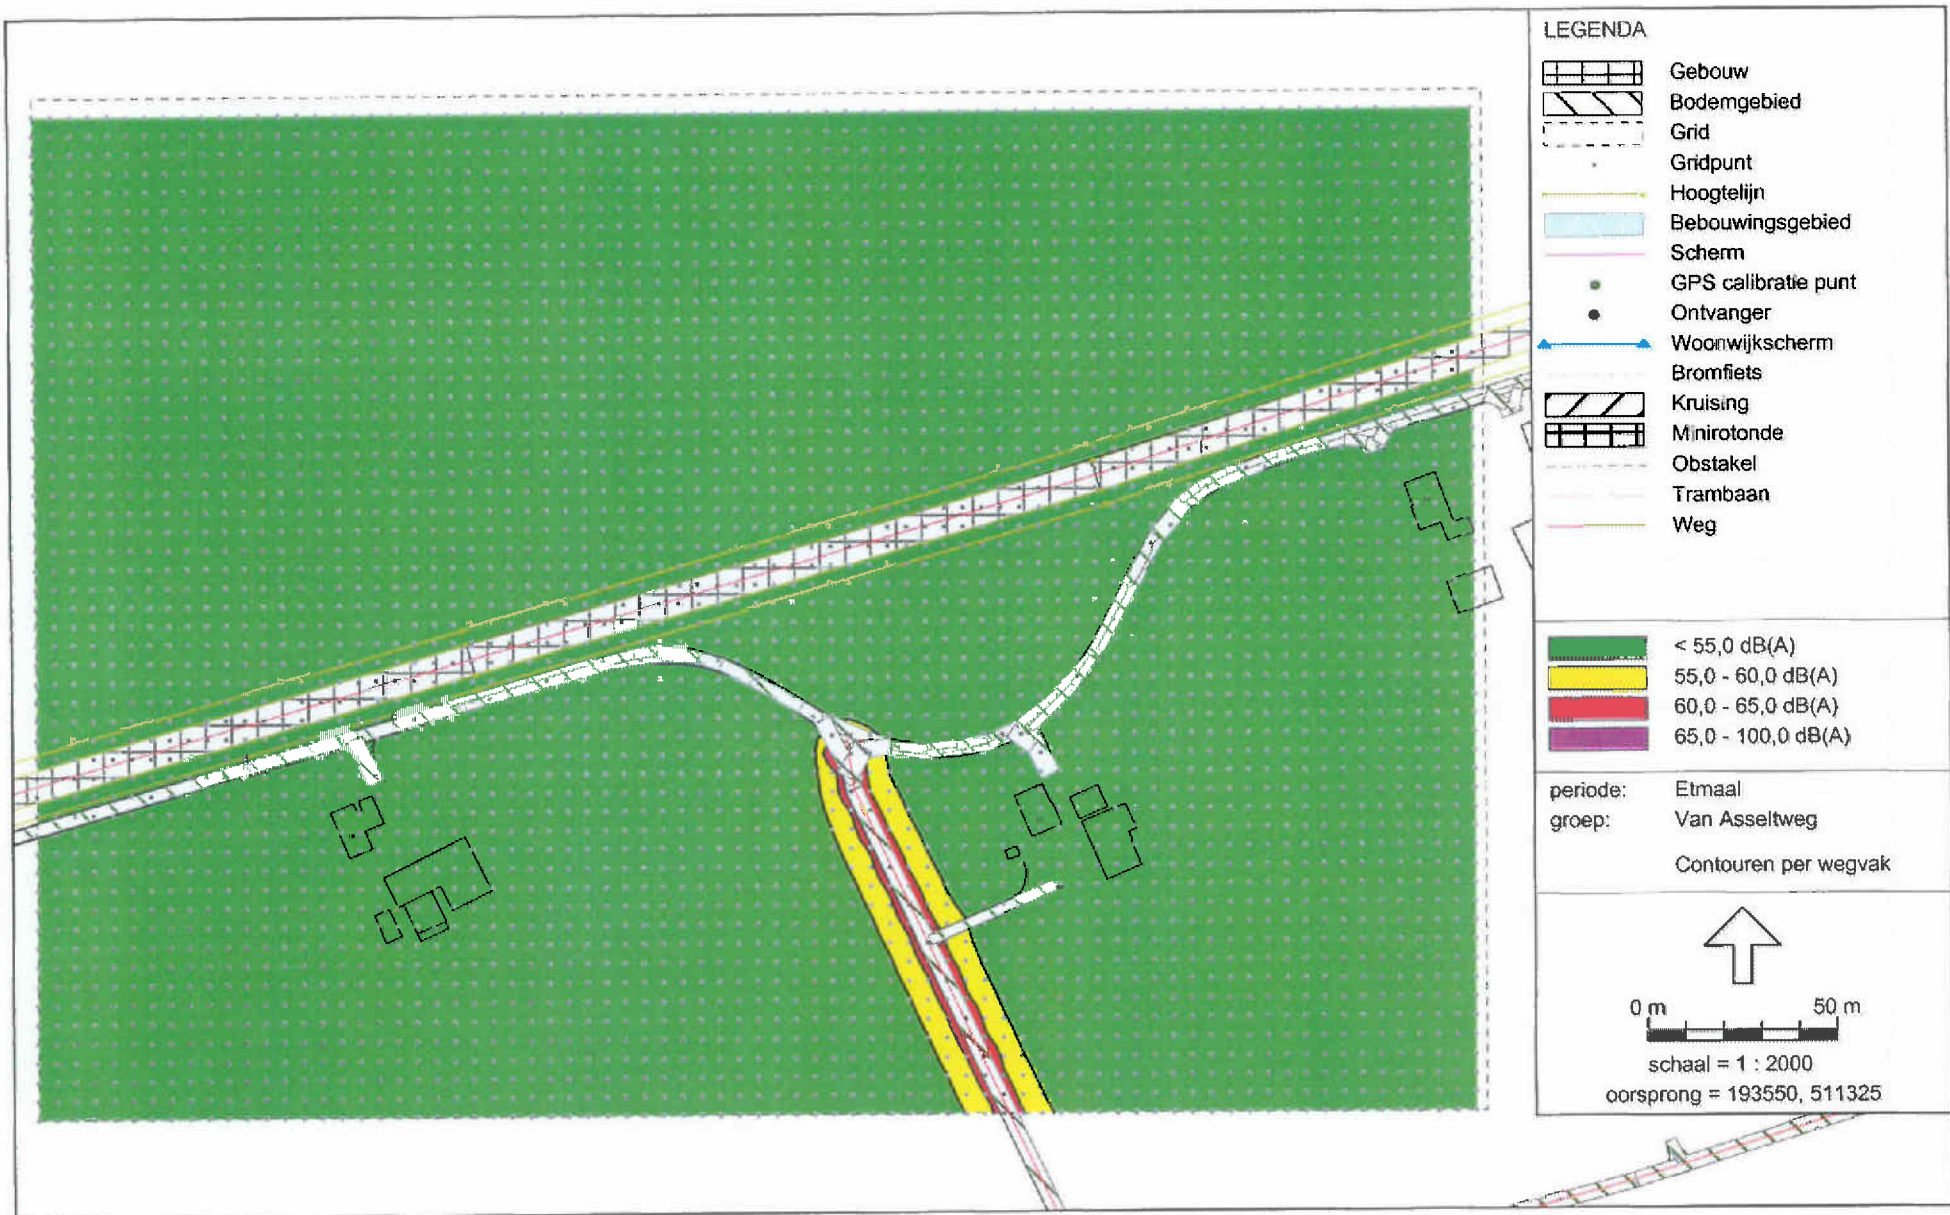 LEGENDA
Gebouw
Bodemgebied
Grid
Gridpunt
Hoogtelijn
Bebouwingsgebied
Scherm
GPS calibratie punt
Ontvanger
Woonwijkscherm
Bromfiets
Kruising
Minirotonde
Obstakel
Trambaan
Weg
< 55,0 dB(A)
55,0 - 60,0 dB(A)
60,0 - 65,0 dB(A)
65,0 - 100,0 dB(A)
periode: Etmaal
groep: Van Asseltweg
Contouren per wegvak
0 m 50 m
schaal = 1 : 2000
oorsprong = 193550, 511325